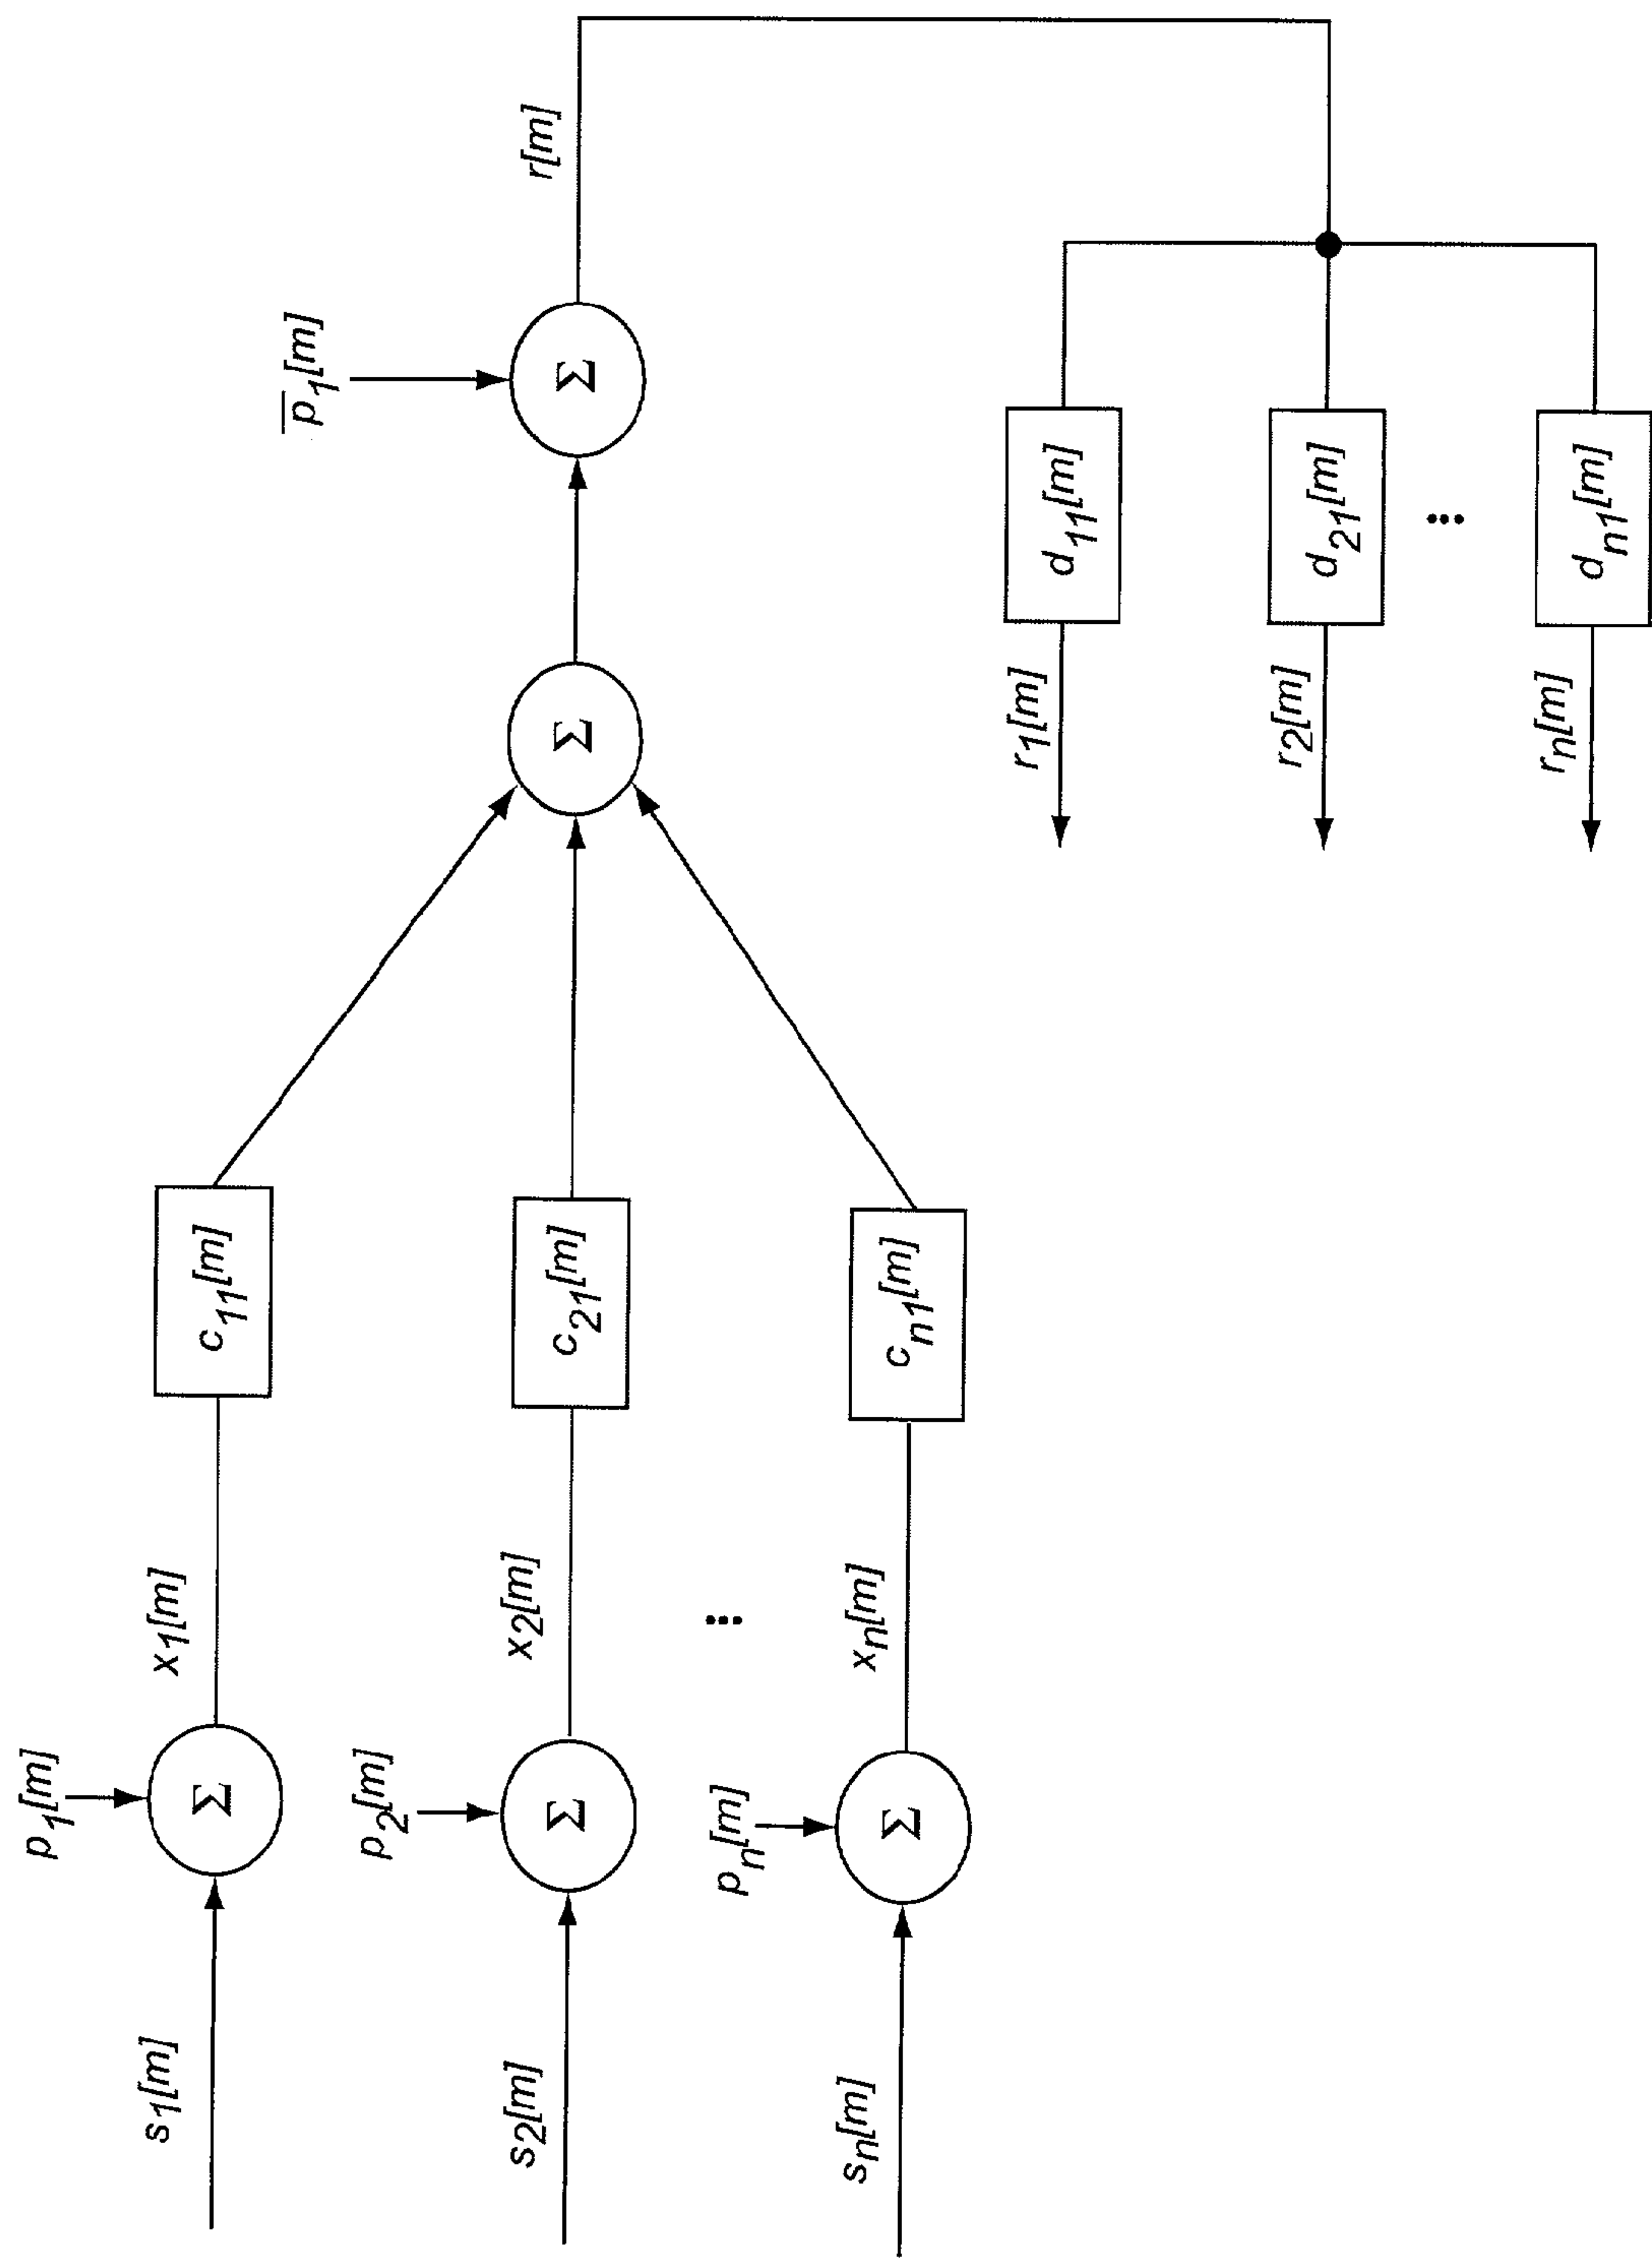 s1[m]
p1[m]
Σ
x1[m]
c11[m]
s2[m]
p2[m]
Σ
x2[m]
c21[m]
...
sn[m]
pn[m]
Σ
xn[m]
cn1[m]
Σ
p̅1[m]
Σ
r[m]
r1[m]
d11[m]
r2[m]
d21[m]
...
rn[m]
dn1[m]